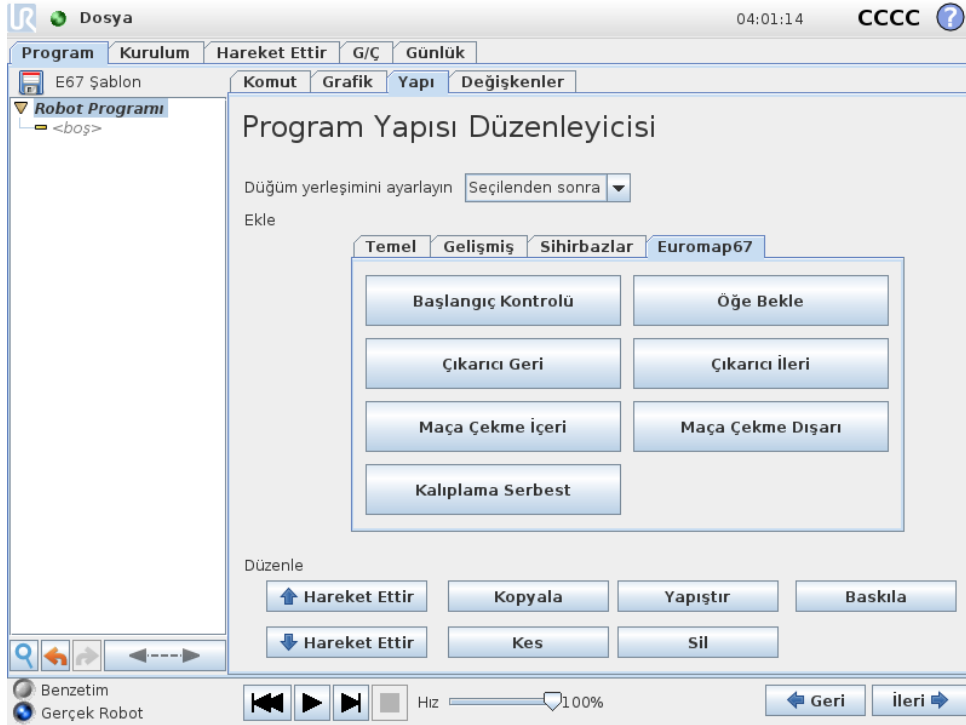 UR Dosya 04:01:14 CCCC ?
Program Kurulum Hareket Ettir G/Ç Günlük
E67 Şablon Komut Grafik Yapı Değişkenler
Robot Programı
<boş>
Program Yapısı Düzenleyicisi
Düğüm yerleşimini ayarlayın Seçilenden sonra
Ekle
Temel Gelişmiş Sihirbazlar Euromap67
Başlangıç Kontrolü Öğe Bekle
Çıkarıcı Geri Çıkarıcı İleri
Maça Çekme İçeri Maça Çekme Dışarı
Kalıplama Serbest
Düzenle
Hareket Ettir Kopyala Yapıştır Baskıla
Hareket Ettir Kes Sil
Benzetim
Gerçek Robot
Hız 100% Geri İleri